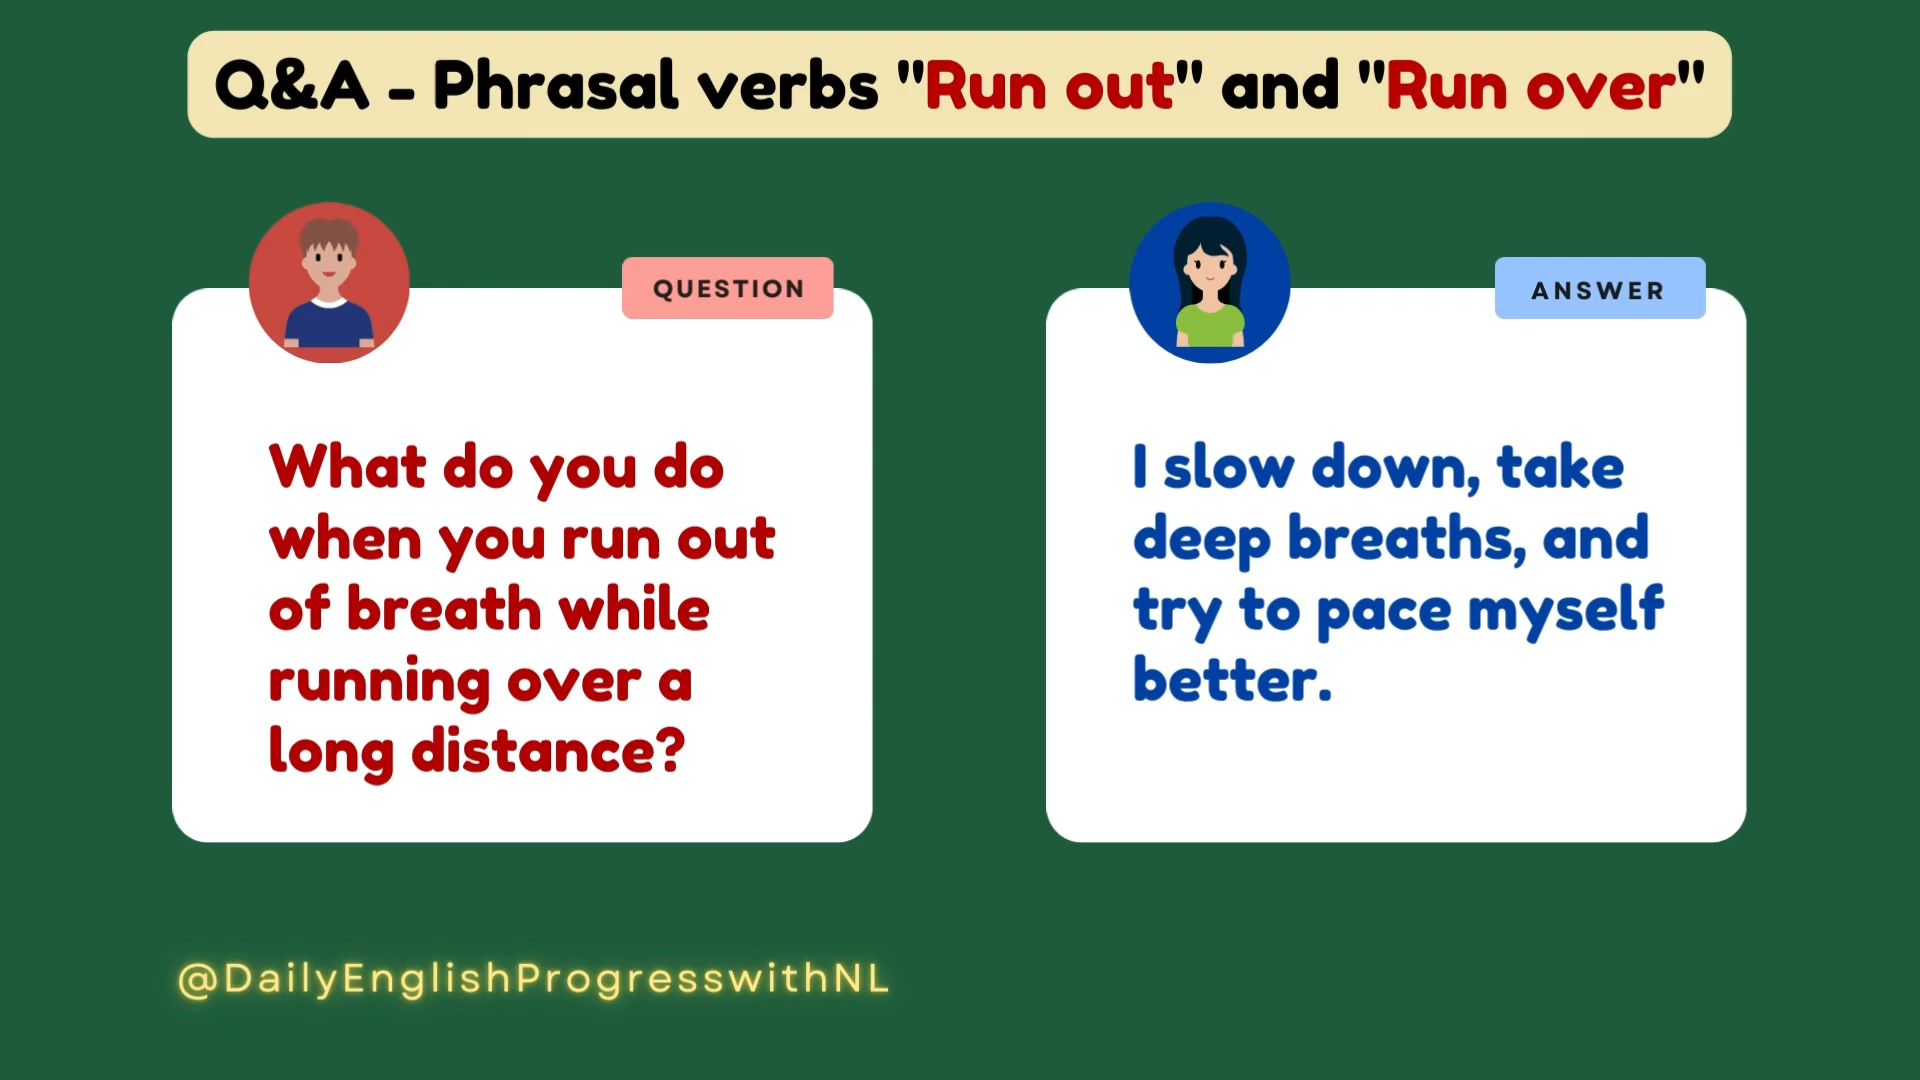 Q&A - Phrasal verbs "Run out" and "Run over"
QUESTION
What do you do
when you run out
of breath while
running over a
long distance?
ANSWER
I slow down, take
deep breaths, and
try to pace myself
better.
@DailyEnglishProgresswithNL